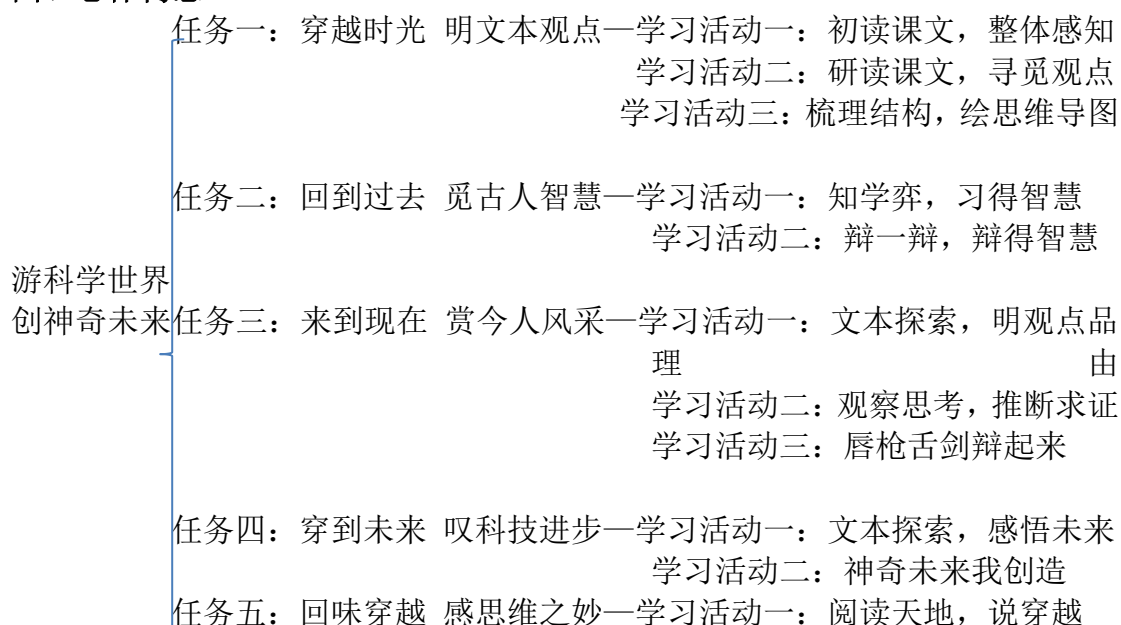 任务一：穿越时光 明文本观点—学习活动一：初读课文，整体感知
学习活动二：研读课文，寻觅观点
学习活动三：梳理结构，绘思维导图
任务二：回到过去 觅古人智慧—学习活动一：知学弈，习得智慧
学习活动二：辩一辩，辩得智慧
游科学世界
创神奇未来
任务三：来到现在 赏今人风采—学习活动一：文本探索，明观点品
理由
学习活动二：观察思考，推断求证
学习活动三：唇枪舌剑辩起来
任务四：穿到未来 叹科技进步—学习活动一：文本探索，感悟未来
学习活动二：神奇未来我创造
任务五：回味穿越 感思维之妙—学习活动一：阅读天地，说穿越